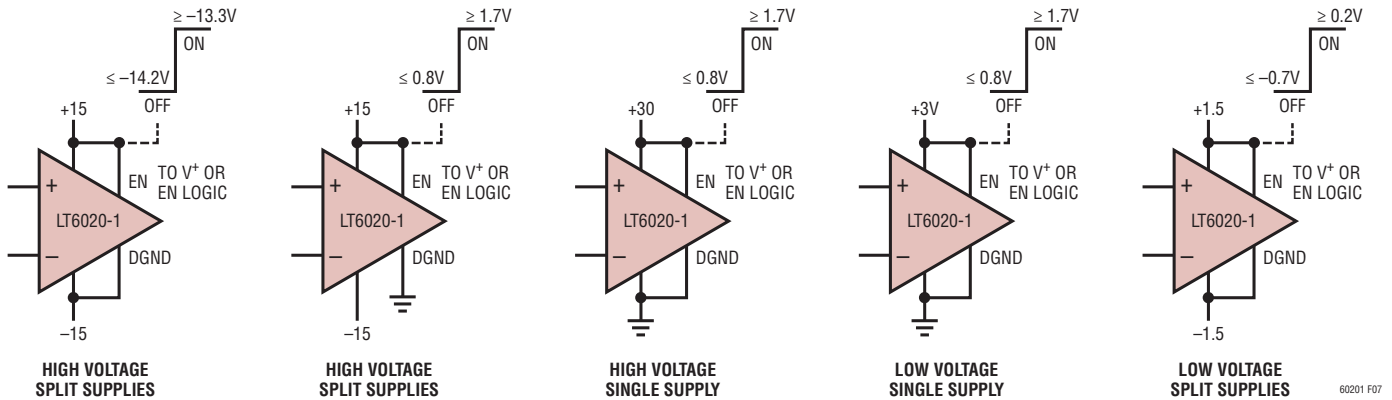 ≥ –13.3V
ON
≤ –14.2V
OFF
+15
+
–
LT6020-1
EN
TO V+ OR
EN LOGIC
DGND
–15
HIGH VOLTAGE
SPLIT SUPPLIES
≥ 1.7V
ON
≤ 0.8V
OFF
+15
+
–
LT6020-1
EN
TO V+ OR
EN LOGIC
DGND
–15
HIGH VOLTAGE
SPLIT SUPPLIES
≥ 1.7V
ON
≤ 0.8V
OFF
+30
+
–
LT6020-1
EN
TO V+ OR
EN LOGIC
DGND
HIGH VOLTAGE
SINGLE SUPPLY
≥ 1.7V
ON
≤ 0.8V
OFF
+3V
+
–
LT6020-1
EN
TO V+ OR
EN LOGIC
DGND
LOW VOLTAGE
SINGLE SUPPLY
≥ 0.2V
ON
≤ –0.7V
OFF
+1.5
+
–
LT6020-1
EN
TO V+ OR
EN LOGIC
DGND
–1.5
LOW VOLTAGE
SPLIT SUPPLIES
60201 F07